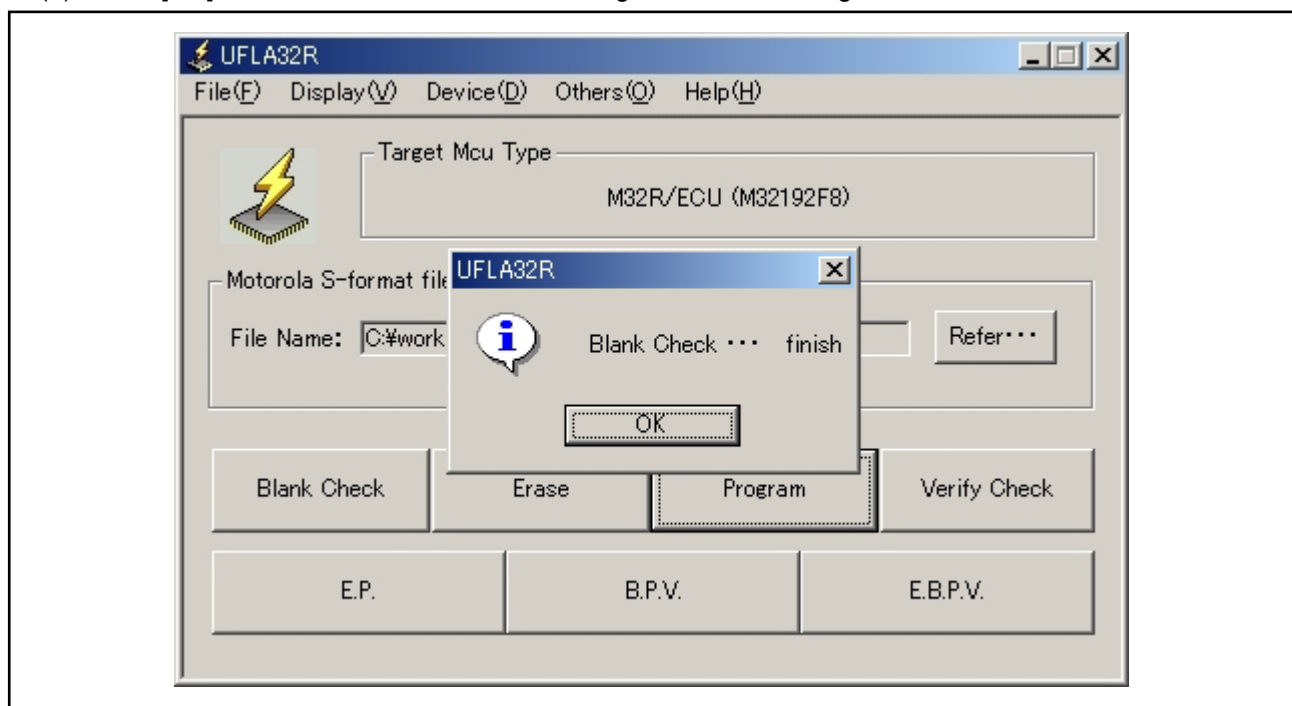 UFLA32R
File(F) Display(V) Device(D) Others(O) Help(H)
Target Mcu Type
M32R/ECU (M32192F8)
Motorola S-format file
UFLA32R
File Name: C:¥work
Blank Check ･･･ finish
Refer･･･
OK
Blank Check Erase Program Verify Check
E.P. B.P.V. E.B.P.V.